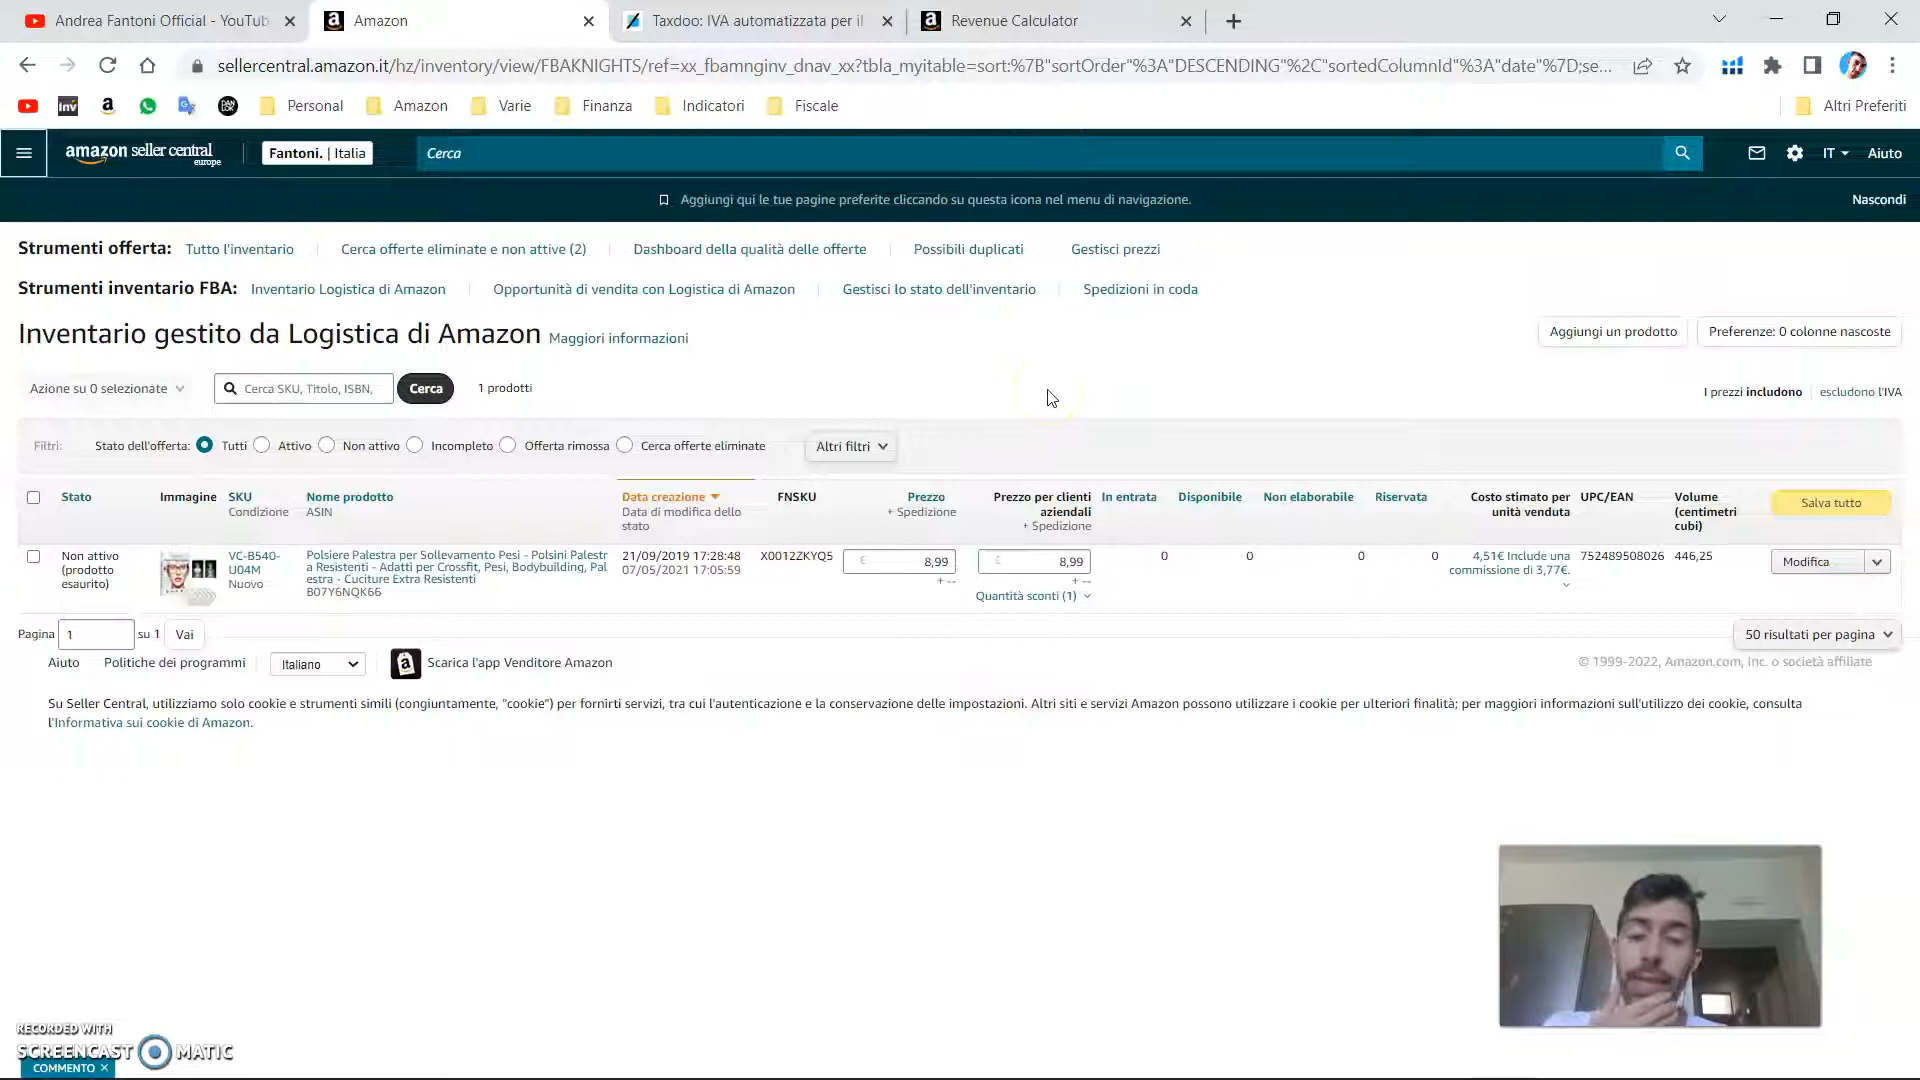 Andrea Fantoni Official - YouTub
Amazon
Taxdoo: IVA automatizzata per il
Revenue Calculator
sellercentral.amazon.it/hz/inventory/view/FBAKNIGHTS/ref=xx_fbamnginv_dnav_xx?tbla_myitable=sort:%7B"sortOrder"%3A"DESCENDING"%2C"sortedColumnId"%3A"date"%7D;se...
Inv
DAN LOK
Personal
Amazon
Varie
Finanza
Indicatori
Fiscale
Altri Preferiti
amazon seller central
europe
Fantoni. | Italia
Cerca
IT
Aiuto
Aggiungi qui le tue pagine preferite cliccando su questa icona nel menu di navigazione.
Nascondi
Strumenti offerta: Tutto l'inventario Cerca offerte eliminate e non attive (2) Dashboard della qualità delle offerte Possibili duplicati Gestisci prezzi
Strumenti inventario FBA: Inventario Logistica di Amazon Opportunità di vendita con Logistica di Amazon Gestisci lo stato dell'inventario Spedizioni in coda
Inventario gestito da Logistica di Amazon Maggiori informazioni
Aggiungi un prodotto
Preferenze: 0 colonne nascoste
Azione su 0 selezionate
Cerca SKU, Titolo, ISBN,
Cerca
1 prodotti
I prezzi includono escludono l'IVA
Filtri: Stato dell'offerta: Tutti Attivo Non attivo Incompleto Offerta rimossa Cerca offerte eliminate
Altri filtri
Stato
Immagine
SKU
Condizione
Nome prodotto
ASIN
Data creazione
Data di modifica dello
stato
FNSKU
Prezzo
+ Spedizione
Prezzo per clienti
aziendali
+ Spedizione
In entrata
Disponibile
Non elaborabile
Riservata
Costo stimato per
unità venduta
UPC/EAN
Volume
(centimetri
cubi)
Salva tutto
Non attivo
(prodotto
esaurito)
VC-B540-
U04M
Nuovo
Polsiere Palestra per Sollevamento Pesi - Polsini Palestr
a Resistenti - Adatti per Crossfit, Pesi, Bodybuilding, Pal
estra - Cuciture Extra Resistenti
B07Y6NQK66
21/09/2019 17:28:48
07/05/2021 17:05:59
X0012ZKYQ5
€ 8,99
+ --
€ 8,99
+ --
Quantità sconti (1)
0
0
0
0
4,51€ Include una
commissione di 3,77€.
752489508026
446,25
Modifica
Pagina 1 su 1 Vai
50 risultati per pagina
Aiuto
Politiche dei programmi
Italiano
Scarica l'app Venditore Amazon
© 1999-2022, Amazon.com, Inc. o società affiliate
Su Seller Central, utilizziamo solo cookie e strumenti simili (congiuntamente, "cookie") per fornirti servizi, tra cui l'autenticazione e la conservazione delle impostazioni. Altri siti e servizi Amazon possono utilizzare i cookie per ulteriori finalità; per maggiori informazioni sull'utilizzo dei cookie, consulta
l'Informativa sui cookie di Amazon.
RECORDED WITH
SCREENCAST MATIC
COMMENTO ×